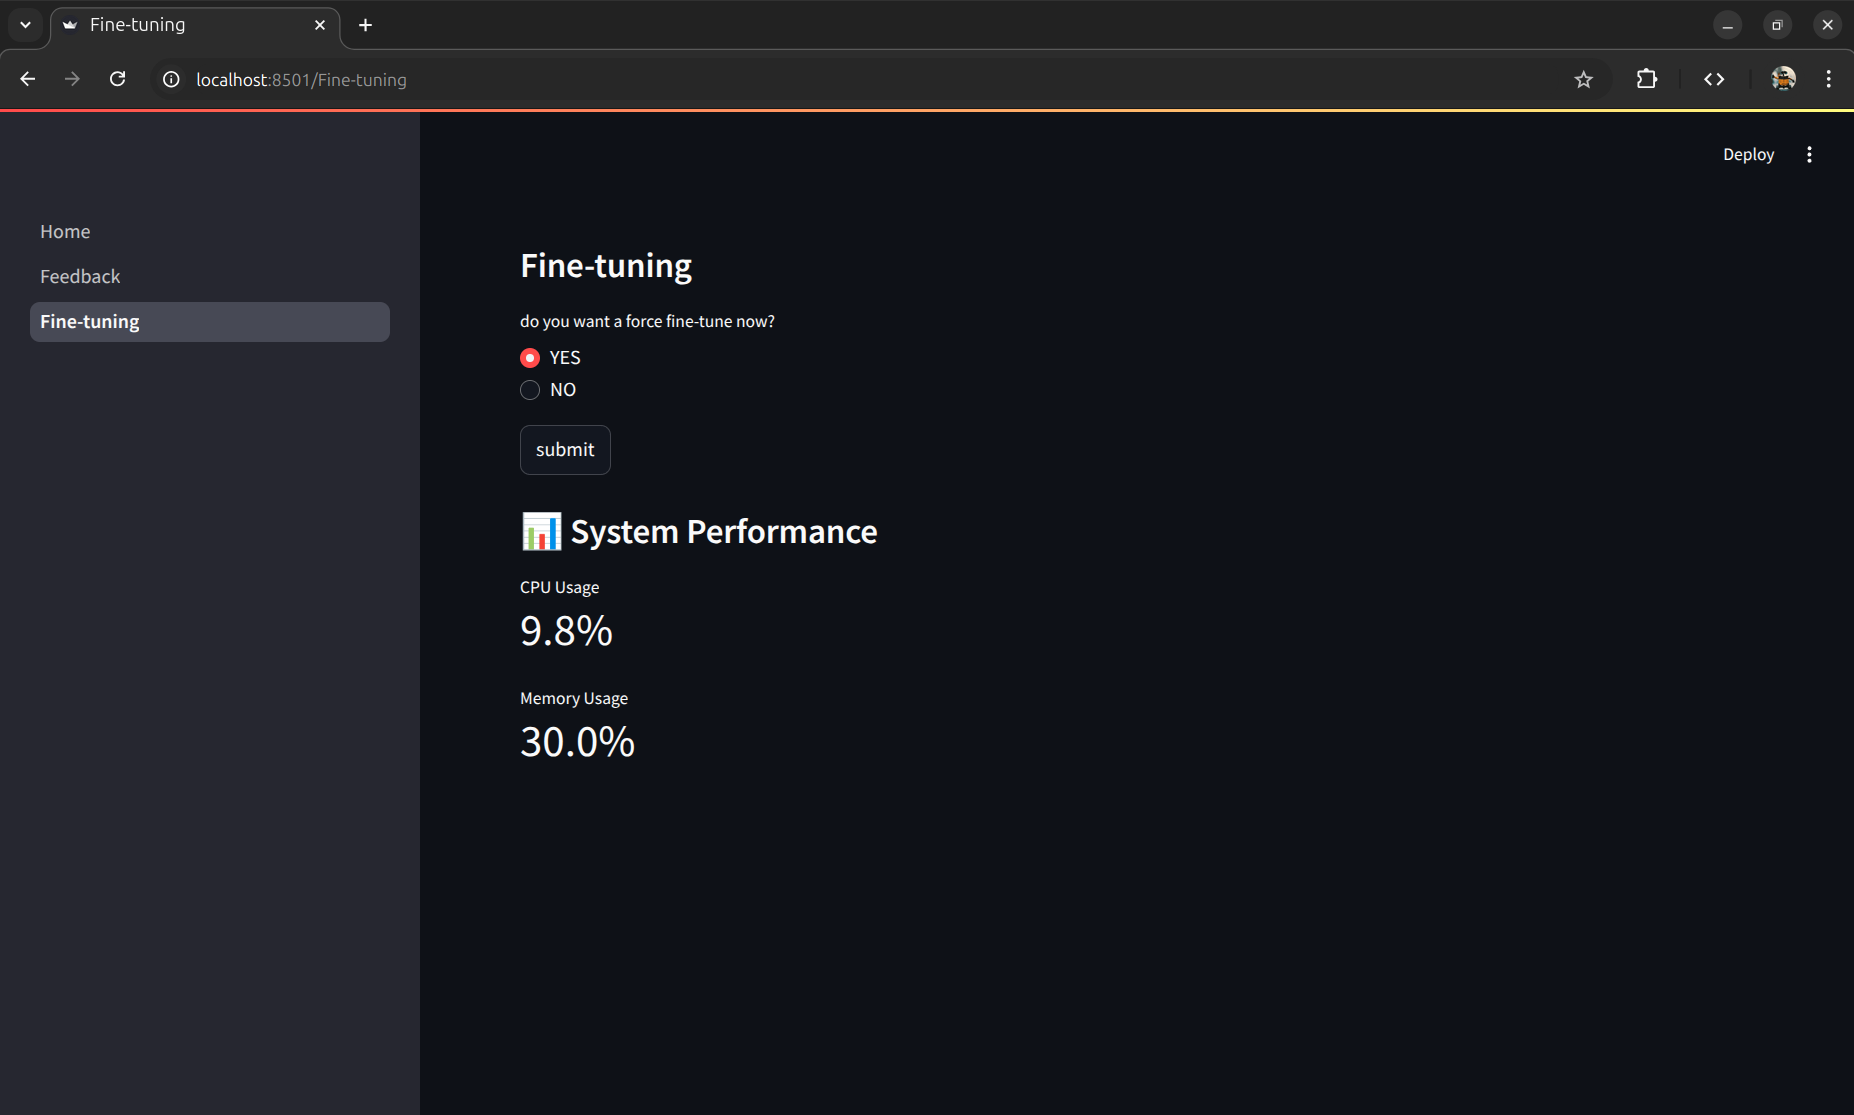 Fine-tuning
localhost:8501/Fine-tuning
Deploy
Home
Feedback
Fine-tuning
Fine-tuning
do you want a force fine-tune now?
YES
NO
submit
System Performance
CPU Usage
9.8%
Memory Usage
30.0%